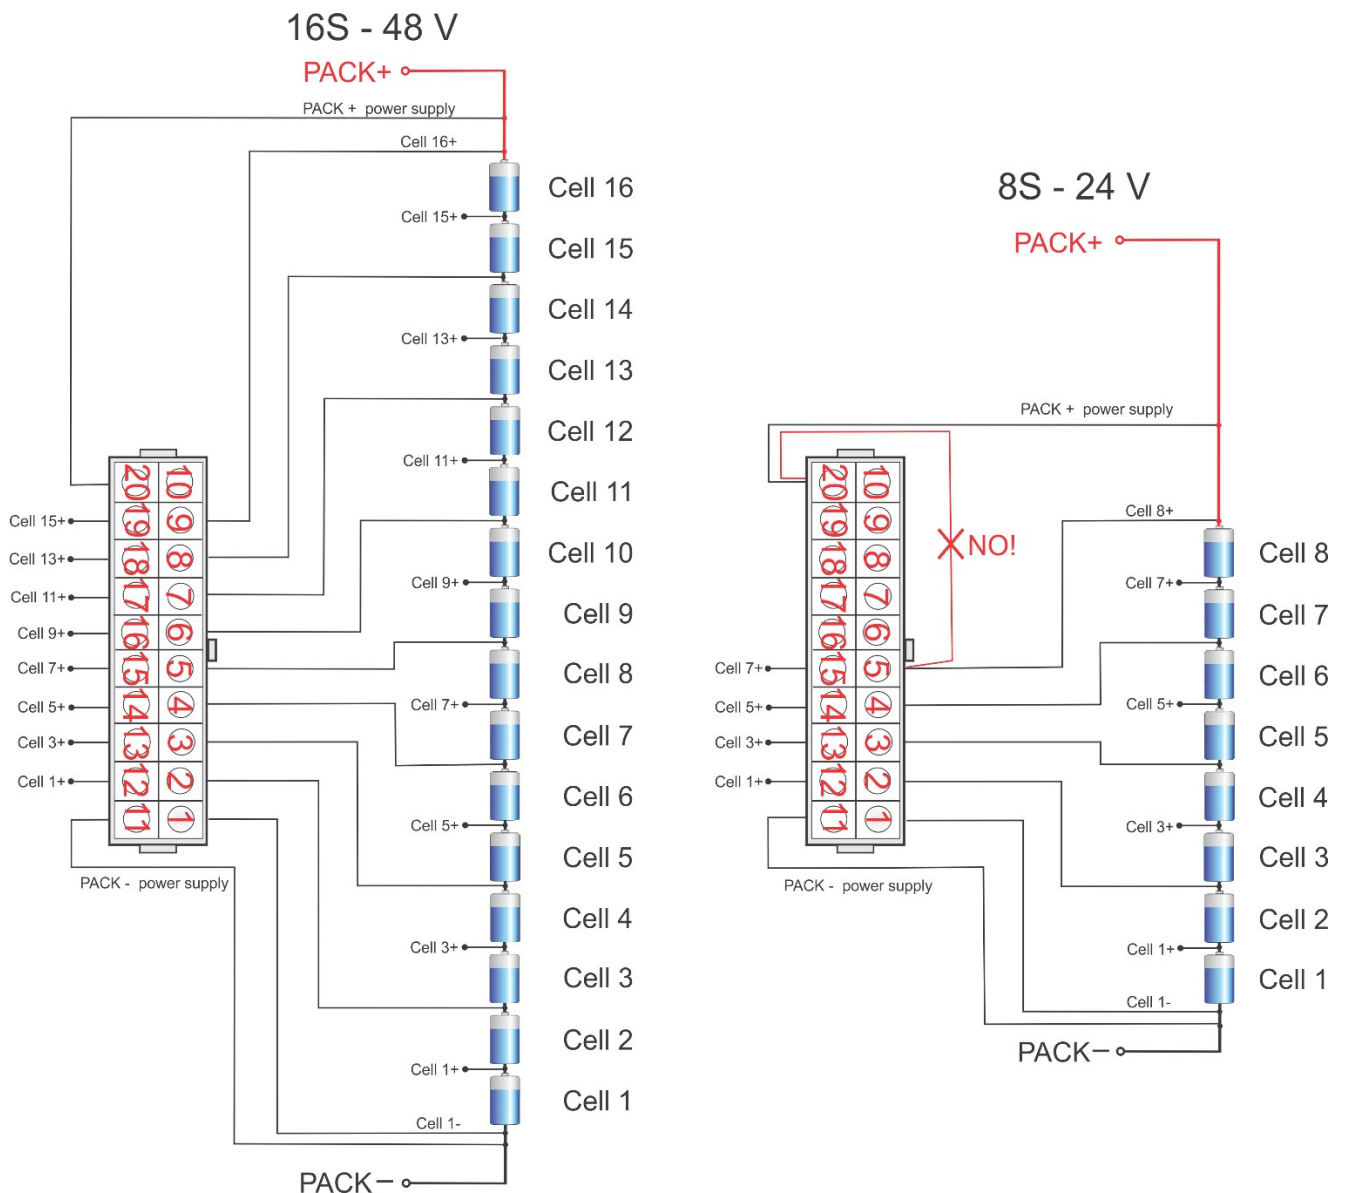 16S - 48 V
PACK+
PACK + power supply
Cell 16+
Cell 16
Cell 15+
Cell 15
Cell 14
Cell 13+
Cell 13
Cell 12
Cell 11+
Cell 11
Cell 10
Cell 9+
Cell 9
Cell 8
Cell 7+
Cell 7
Cell 6
Cell 5+
Cell 5
Cell 4
Cell 3+
Cell 3
Cell 2
Cell 1+
Cell 1
Cell 1-
PACK−
20 10
Cell 15+ 19 9
Cell 13+ 18 8
Cell 11+ 17 7
Cell 9+ 16 6
Cell 7+ 15 5
Cell 5+ 14 4
Cell 3+ 13 3
Cell 1+ 12 2
11 1
PACK - power supply
8S - 24 V
PACK+
PACK + power supply
20 10
19 9
18 8
17 7
16 6
Cell 7+ 15 5
Cell 5+ 14 4
Cell 3+ 13 3
Cell 1+ 12 2
11 1
PACK - power supply
NO!
Cell 8+
Cell 8
Cell 7+
Cell 7
Cell 6
Cell 5+
Cell 5
Cell 4
Cell 3+
Cell 3
Cell 2
Cell 1+
Cell 1
Cell 1-
PACK−